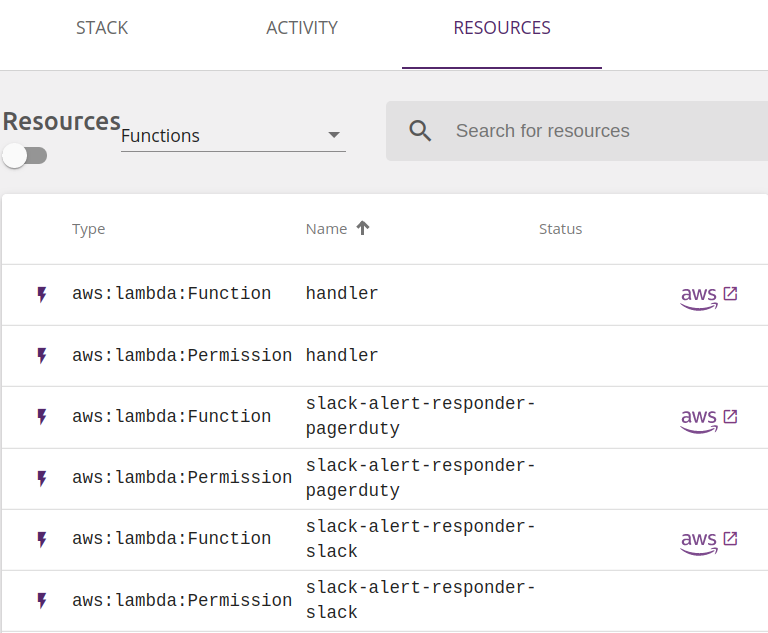 STACK ACTIVITY RESOURCES
Resources
Functions
Search for resources
Type Name Status
aws:lambda:Function handler aws
aws:lambda:Permission handler
aws:lambda:Function slack-alert-responder-
pagerduty aws
aws:lambda:Permission slack-alert-responder-
pagerduty
aws:lambda:Function slack-alert-responder-
slack aws
aws:lambda:Permission slack-alert-responder-
slack